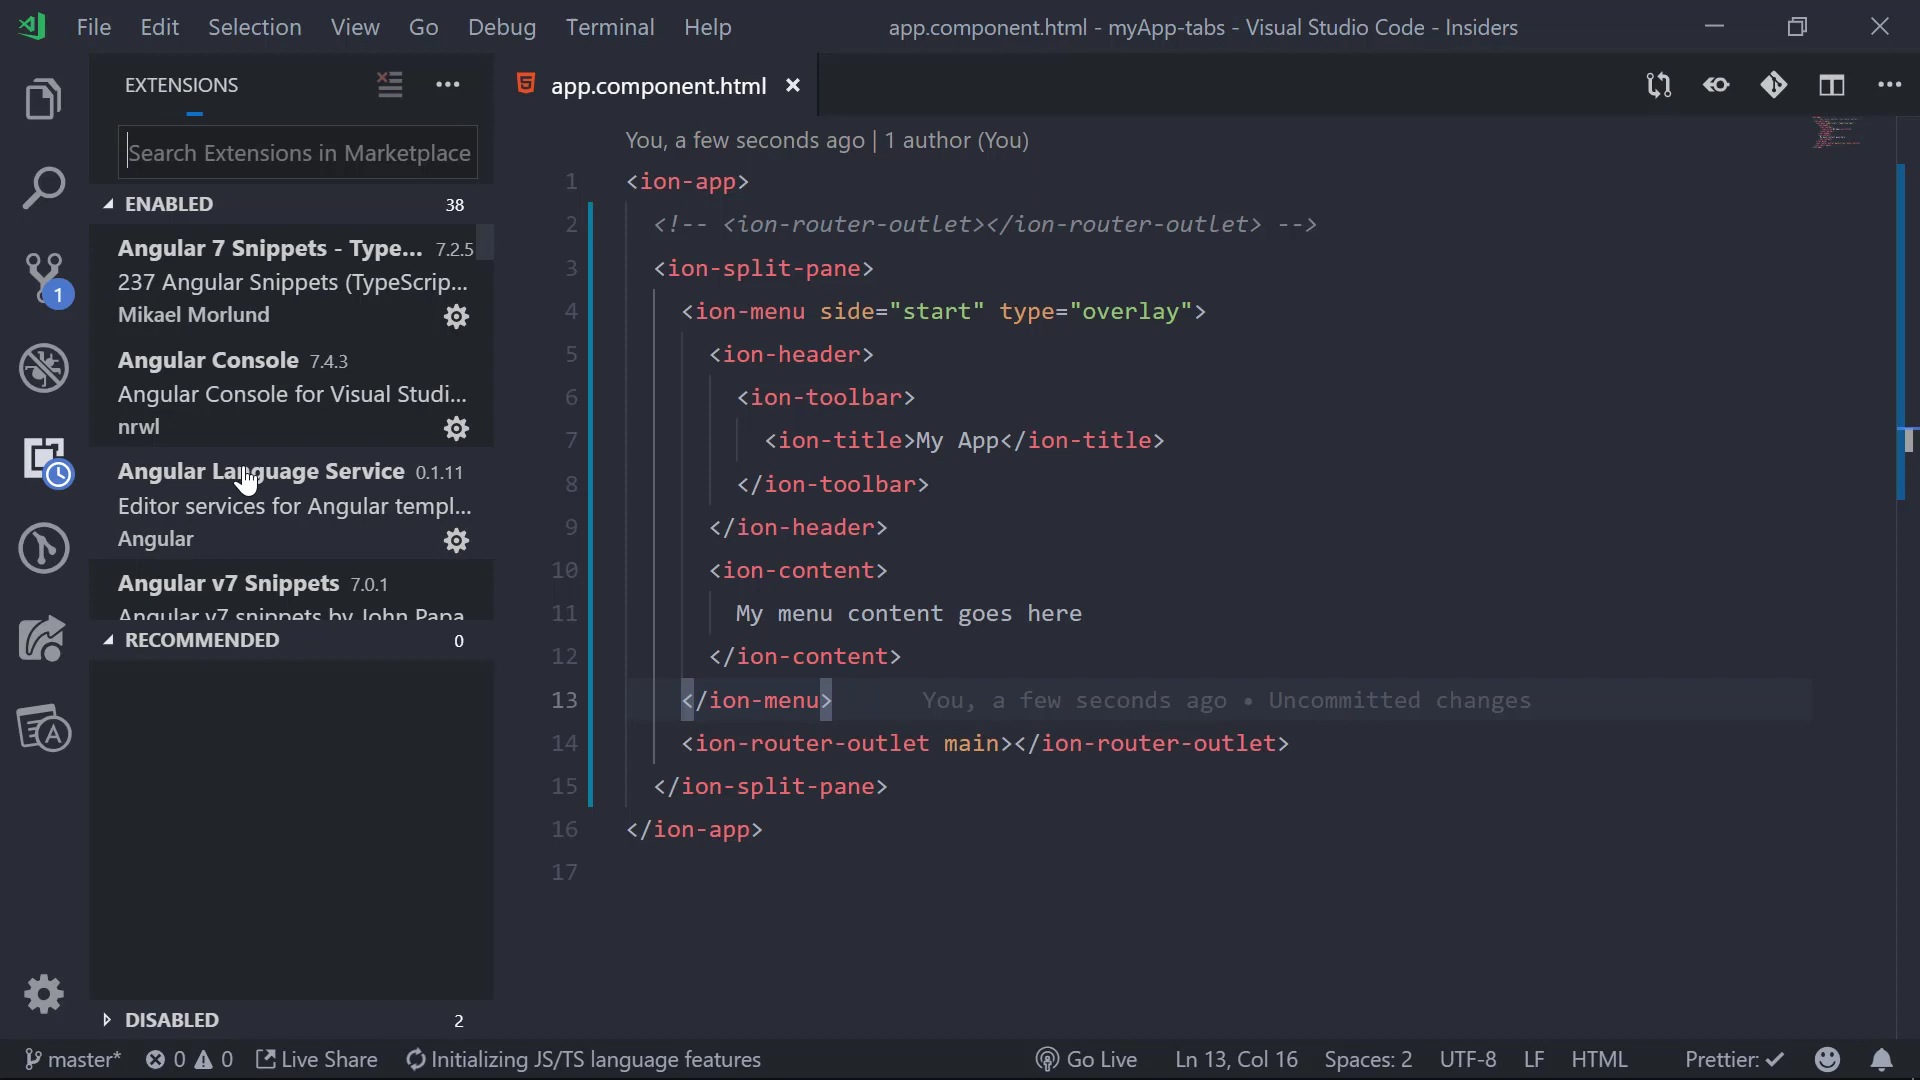 File Edit Selection View Go Debug Terminal Help app.component.html - myApp-tabs - Visual Studio Code - Insiders
EXTENSIONS
Search Extensions in Marketplace
ENABLED 38
Angular 7 Snippets - Type... 7.2.5
237 Angular Snippets (TypeScrip...
Mikael Morlund
Angular Console 7.4.3
Angular Console for Visual Studi...
nrwl
Angular Language Service 0.1.11
Editor services for Angular templ...
Angular
Angular v7 Snippets 7.0.1
Angular v7 snippets by John Papa
RECOMMENDED 0
DISABLED 2
1
app.component.html
You, a few seconds ago | 1 author (You)
1 <ion-app>
2 <!-- <ion-router-outlet></ion-router-outlet> -->
3 <ion-split-pane>
4 <ion-menu side="start" type="overlay">
5 <ion-header>
6 <ion-toolbar>
7 <ion-title>My App</ion-title>
8 </ion-toolbar>
9 </ion-header>
10 <ion-content>
11 My menu content goes here
12 </ion-content>
13 </ion-menu> You, a few seconds ago • Uncommitted changes
14 <ion-router-outlet main></ion-router-outlet>
15 </ion-split-pane>
16 </ion-app>
17
master* 0 0 Live Share Initializing JS/TS language features Go Live Ln 13, Col 16 Spaces: 2 UTF-8 LF HTML Prettier: ✓